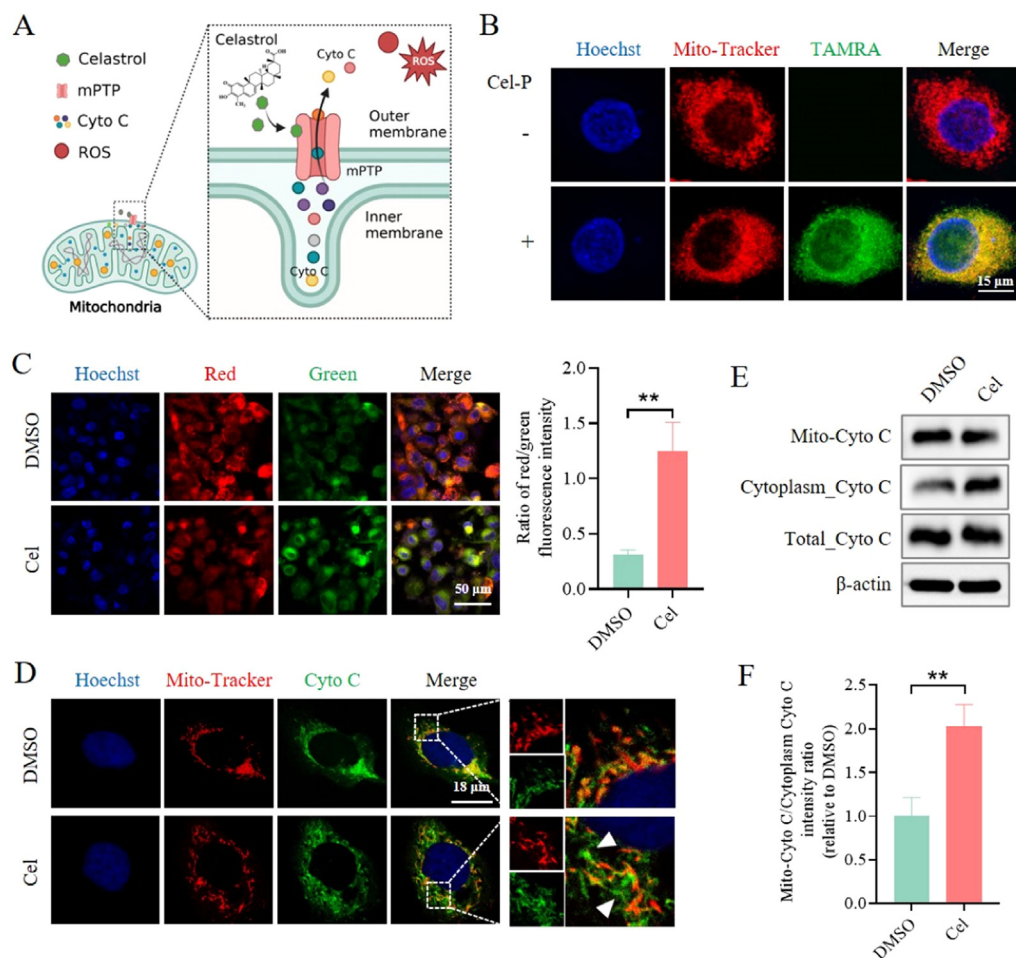 A
Celastrol
mPTP
Cyto C
ROS
Mitochondria
Celastrol
Cyto C
ROS
Outer
membrane
mPTP
Inner
membrane
Cyto C
B
Hoechst Mito-Tracker TAMRA Merge
Cel-P
-
+
15 μm
C
Hoechst Red Green Merge
DMSO
Cel
50 μm
Ratio of red/green
fluorescence intensity
2.0
1.5
1.0
0.5
0.0
**
DMSO
Cel
E
DMSO Cel
Mito-Cyto C
Cytoplasm_Cyto C
Total_Cyto C
β-actin
D
Hoechst Mito-Tracker Cyto C Merge
DMSO
Cel
18 μm
F
Mito-Cyto C/Cytoplasm Cyto C
intensity ratio
(relative to DMSO)
2.5
2.0
1.5
1.0
0.5
0.0
**
DMSO
Cel